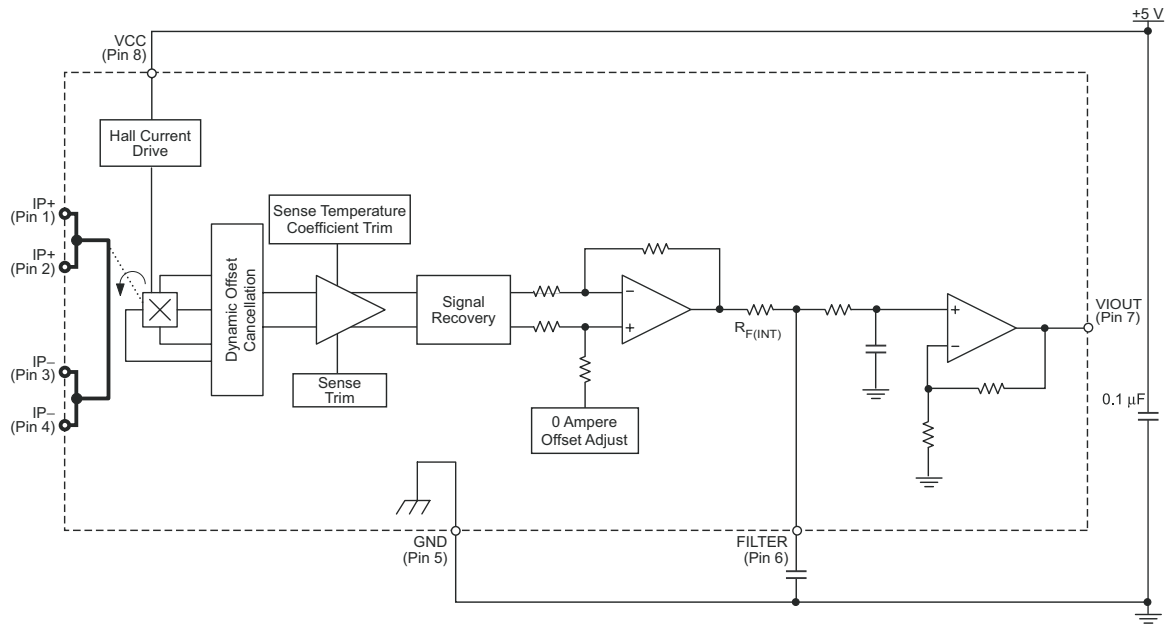 +5 V
VCC
(Pin 8)
Hall Current
Drive
IP+
(Pin 1)
IP+
(Pin 2)
IP–
(Pin 3)
IP–
(Pin 4)
Dynamic Offset
Cancellation
Sense Temperature
Coefficient Trim
Sense
Trim
Signal
Recovery
0 Ampere
Offset Adjust
–
+
RF(INT)
+
–
VIOUT
(Pin 7)
0.1 μF
GND
(Pin 5)
FILTER
(Pin 6)